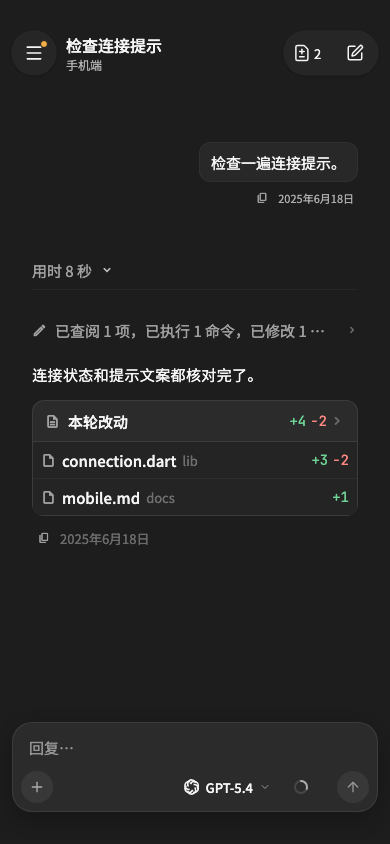 检查连接提示
手机端
2
检查一遍连接提示。
2025年6月18日
用时 8 秒
已查阅 1 项，已执行 1 命令，已修改 1 ···
连接状态和提示文案都核对完了。
本轮改动 +4 -2
connection.dart lib +3 -2
mobile.md docs +1
2025年6月18日
回复···
GPT-5.4